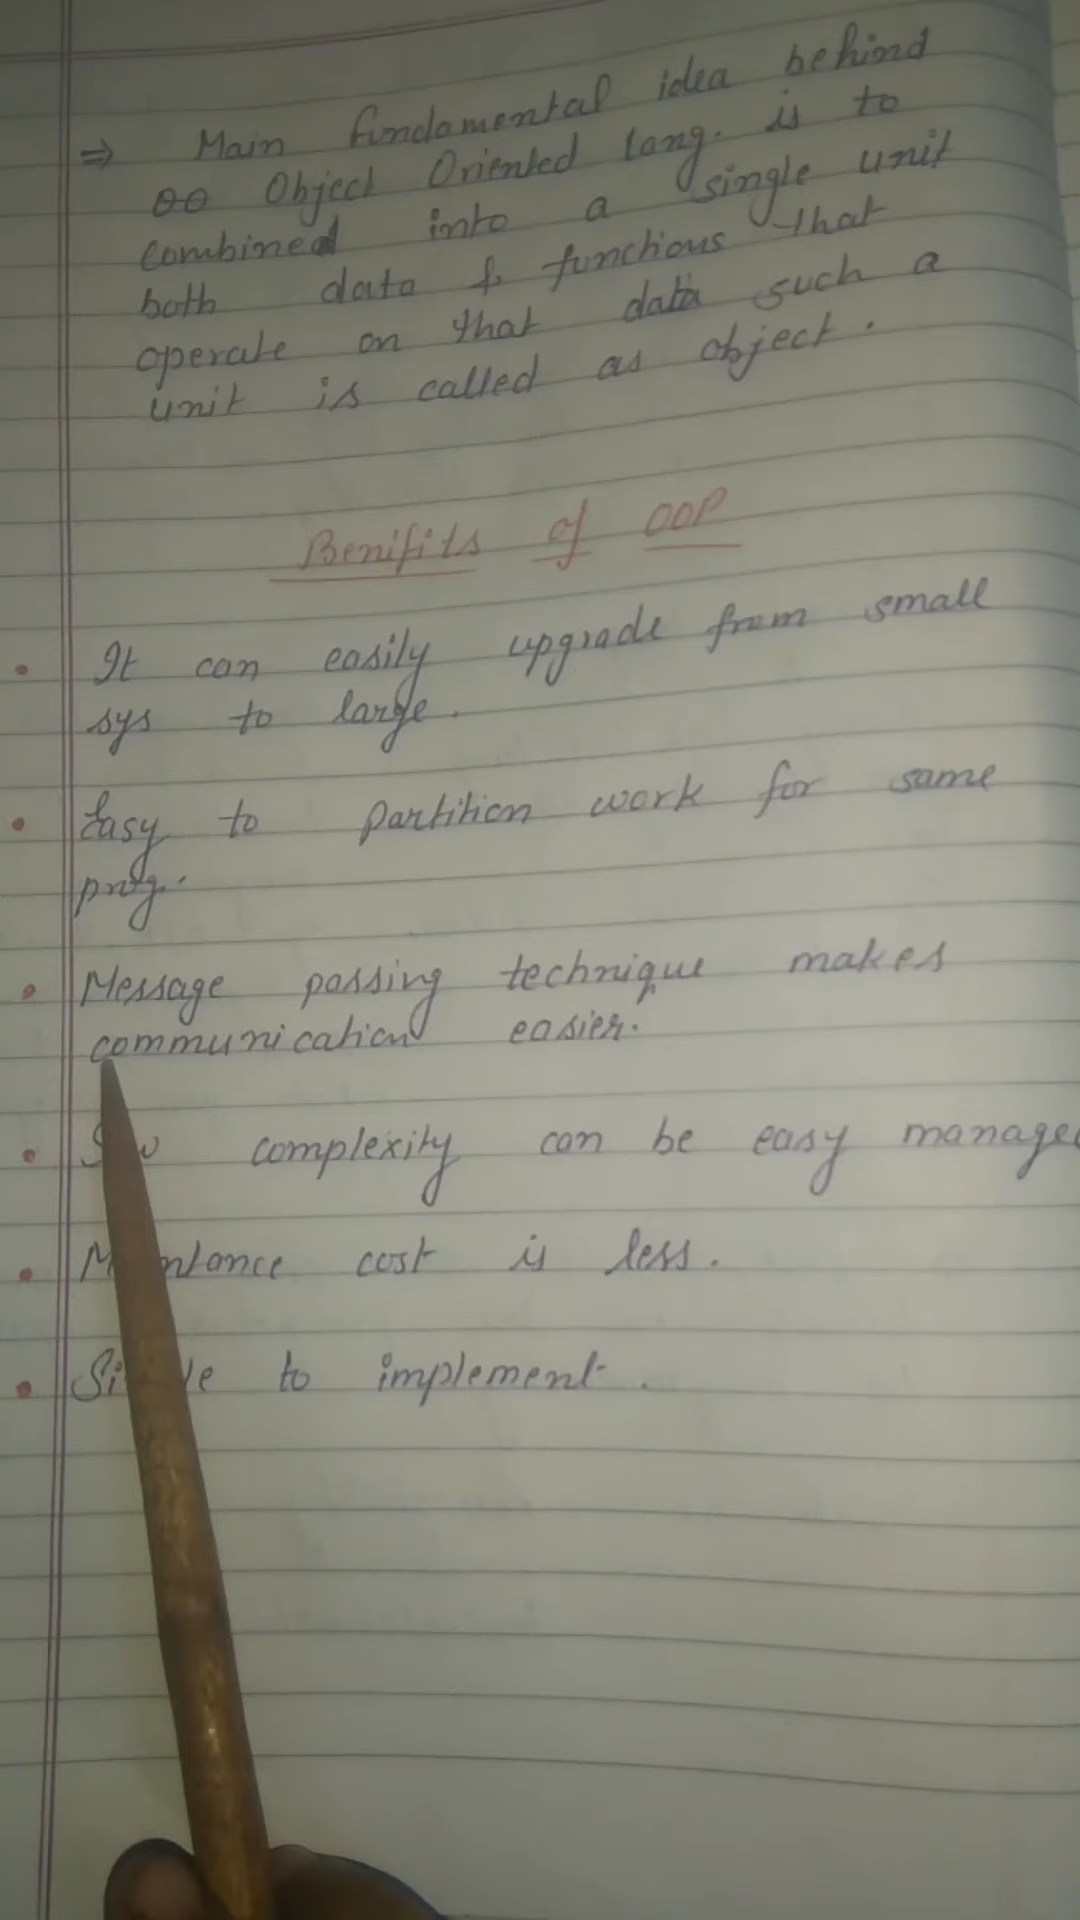 ⇒ Main fundamental idea behind
Object Oriented lang. is to
combined into a single unit
both data & functions that
operate on that data such a
unit is called as object.
Benifits of OOP
• It can easily upgrade from small
sys to large.
• Easy to partition work for same
prog.
• Message passing technique makes
communication easier.
• complexity can be easy manage
• cost is less.
• to implement.